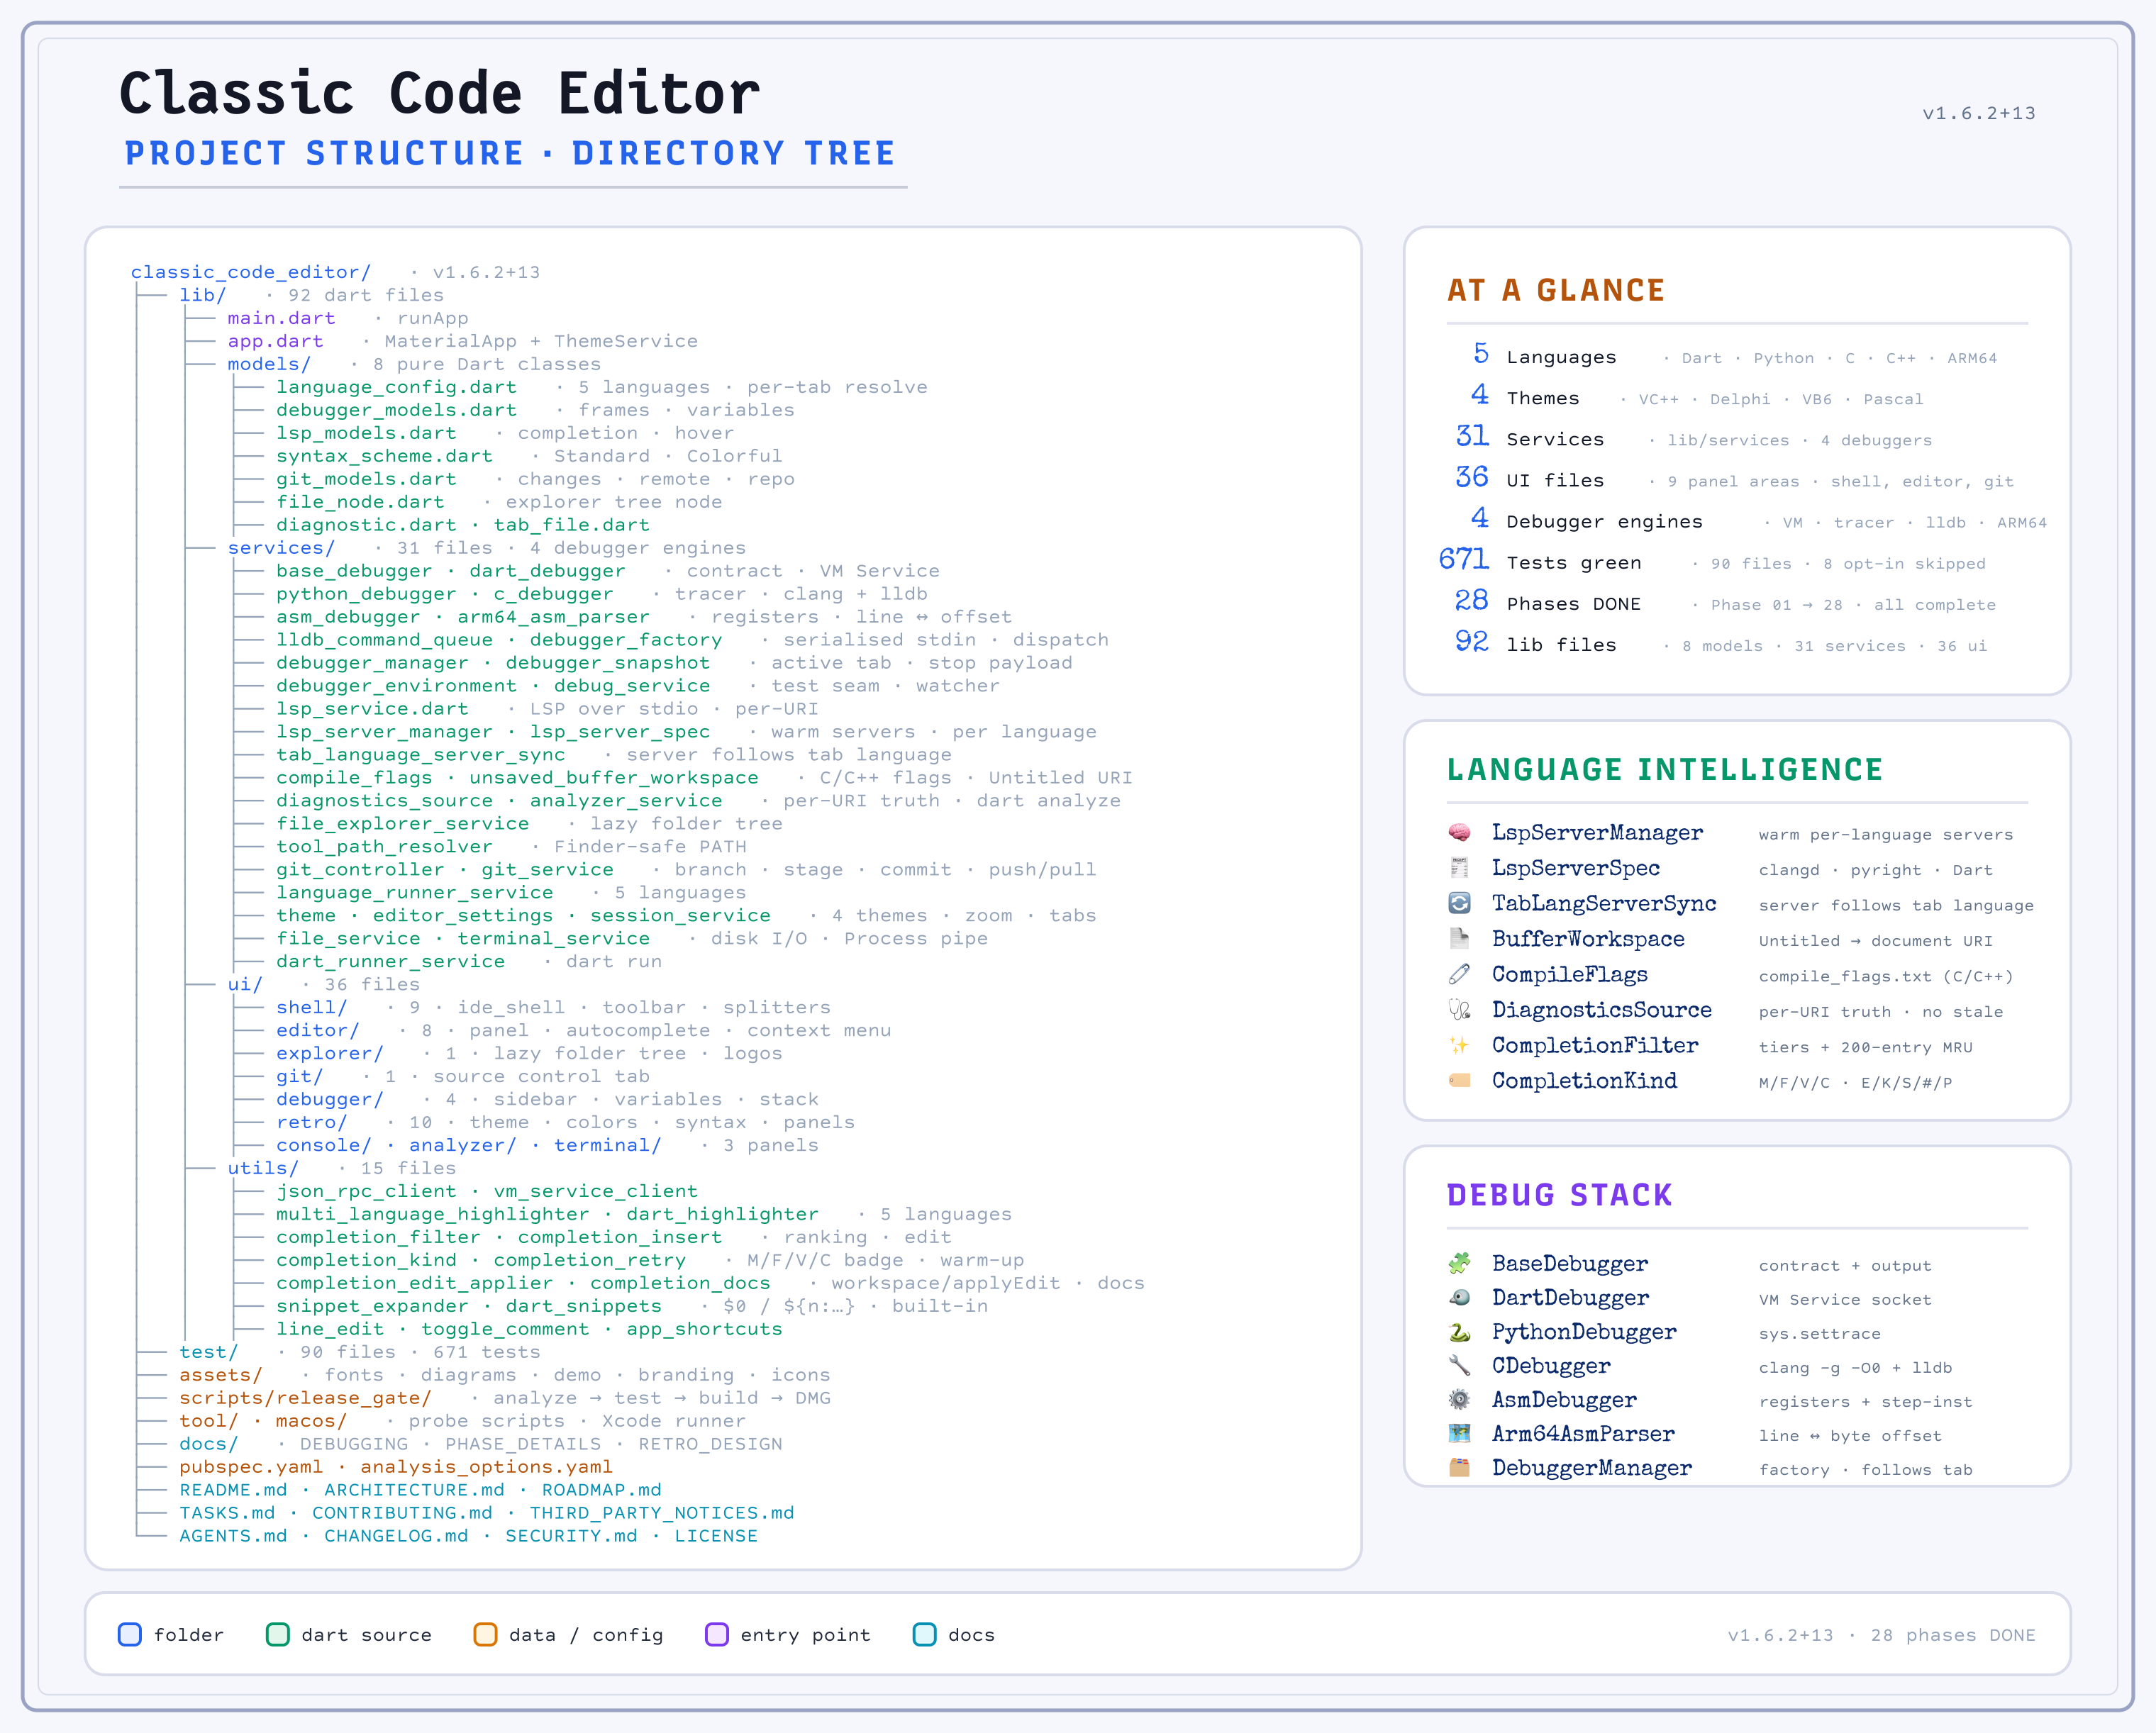 Classic Code Editor
v1.6.2+13
PROJECT STRUCTURE · DIRECTORY TREE
classic_code_editor/ · v1.6.2+13
lib/ · 92 dart files
main.dart · runApp
app.dart · MaterialApp + ThemeService
models/ · 8 pure Dart classes
language_config.dart · 5 languages · per-tab resolve
debugger_models.dart · frames · variables
lsp_models.dart · completion · hover
syntax_scheme.dart · Standard · Colorful
git_models.dart · changes · remote · repo
file_node.dart · explorer tree node
diagnostic.dart · tab_file.dart
services/ · 31 files · 4 debugger engines
base_debugger · dart_debugger · contract · VM Service
python_debugger · c_debugger · tracer · clang + lldb
asm_debugger · arm64_asm_parser · registers · line ↔ offset
lldb_command_queue · debugger_factory · serialised stdin · dispatch
debugger_manager · debugger_snapshot · active tab · stop payload
debugger_environment · debug_service · test seam · watcher
lsp_service.dart · LSP over stdio · per-URI
lsp_server_manager · lsp_server_spec · warm servers · per language
tab_language_server_sync · server follows tab language
compile_flags · unsaved_buffer_workspace · C/C++ flags · Untitled URI
diagnostics_source · analyzer_service · per-URI truth · dart analyze
file_explorer_service · lazy folder tree
tool_path_resolver · Finder-safe PATH
git_controller · git_service · branch · stage · commit · push/pull
language_runner_service · 5 languages
theme · editor_settings · session_service · 4 themes · zoom · tabs
file_service · terminal_service · disk I/O · Process pipe
dart_runner_service · dart run
ui/ · 36 files
shell/ · 9 · ide_shell · toolbar · splitters
editor/ · 8 · panel · autocomplete · context menu
explorer/ · 1 · lazy folder tree · logos
git/ · 1 · source control tab
debugger/ · 4 · sidebar · variables · stack
retro/ · 10 · theme · colors · syntax · panels
console/ · analyzer/ · terminal/ · 3 panels
utils/ · 15 files
json_rpc_client · vm_service_client
multi_language_highlighter · dart_highlighter · 5 languages
completion_filter · completion_insert · ranking · edit
completion_kind · completion_retry · M/F/V/C badge · warm-up
completion_edit_applier · completion_docs · workspace/applyEdit · docs
snippet_expander · dart_snippets · $0 / ${n:…} · built-in
line_edit · toggle_comment · app_shortcuts
test/ · 90 files · 671 tests
assets/ · fonts · diagrams · demo · branding · icons
scripts/release_gate/ · analyze → test → build → DMG
tool/ · macos/ · probe scripts · Xcode runner
docs/ · DEBUGGING · PHASE_DETAILS · RETRO_DESIGN
pubspec.yaml · analysis_options.yaml
README.md · ARCHITECTURE.md · ROADMAP.md
TASKS.md · CONTRIBUTING.md · THIRD_PARTY_NOTICES.md
AGENTS.md · CHANGELOG.md · SECURITY.md · LICENSE
AT A GLANCE
5 Languages · Dart · Python · C · C++ · ARM64
4 Themes · VC++ · Delphi · VB6 · Pascal
31 Services · lib/services · 4 debuggers
36 UI files · 9 panel areas · shell, editor, git
4 Debugger engines · VM · tracer · lldb · ARM64
671 Tests green · 90 files · 8 opt-in skipped
28 Phases DONE · Phase 01 → 28 · all complete
92 lib files · 8 models · 31 services · 36 ui
LANGUAGE INTELLIGENCE
LspServerManager warm per-language servers
LspServerSpec clangd · pyright · Dart
TabLangServerSync server follows tab language
BufferWorkspace Untitled → document URI
CompileFlags compile_flags.txt (C/C++)
DiagnosticsSource per-URI truth · no stale
CompletionFilter tiers + 200-entry MRU
CompletionKind M/F/V/C · E/K/S/#/P
DEBUG STACK
BaseDebugger contract + output
DartDebugger VM Service socket
PythonDebugger sys.settrace
CDebugger clang -g -O0 + lldb
AsmDebugger registers + step-inst
Arm64AsmParser line ↔ byte offset
DebuggerManager factory · follows tab
folder dart source data / config entry point docs
v1.6.2+13 · 28 phases DONE